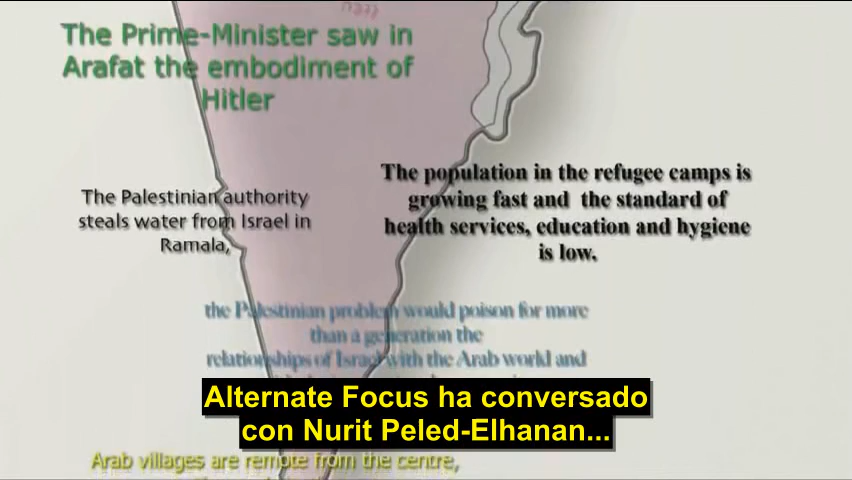 The Prime-Minister saw in
Arafat the embodiment of
Hitler
The Palestinian authority
steals water from Israel in
Ramala,
The population in the refugee camps is
growing fast and the standard of
health services, education and hygiene
is low.
the Palestinian problem would poison for more
than a generation the
relationships of Israel with the Arab world and
Alternate Focus ha conversado
con Nurit Peled-Elhanan...
Arab villages are remote from the centre,